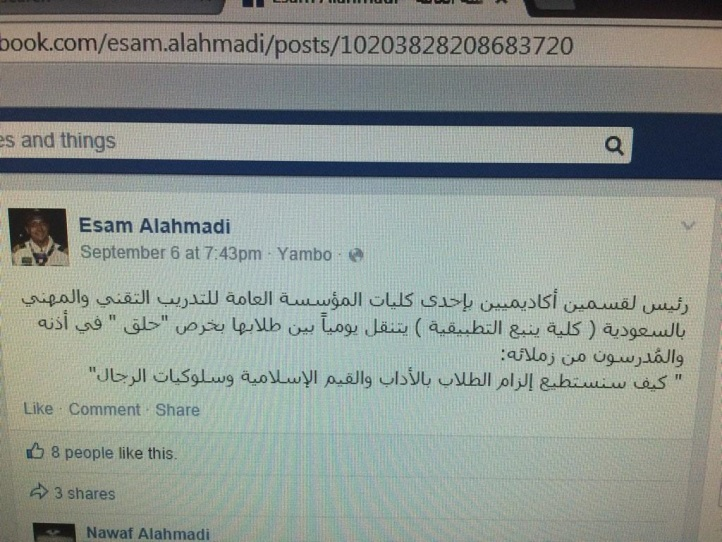 book.com/esam.alahmadi/posts/10203828208683720
es and things
Esam Alahmadi
September 6 at 7:43pm · Yambo ·
رئيس لقسمين أكاديميين بإحدى كليات المؤسسة العامة للتدريب التقني والمهني
بالسعودية ( كلية ينبع التطبيقية ) يتنقل يومياً بين طلابها بخرص "حلق " في أذنه
والمُدرسون من زملائه:
" كيف سنستطيع إلزام الطلاب بالأداب والقيم الإسلامية وسلوكيات الرجال"
Like · Comment · Share
8 people like this.
3 shares
Nawaf Alahmadi